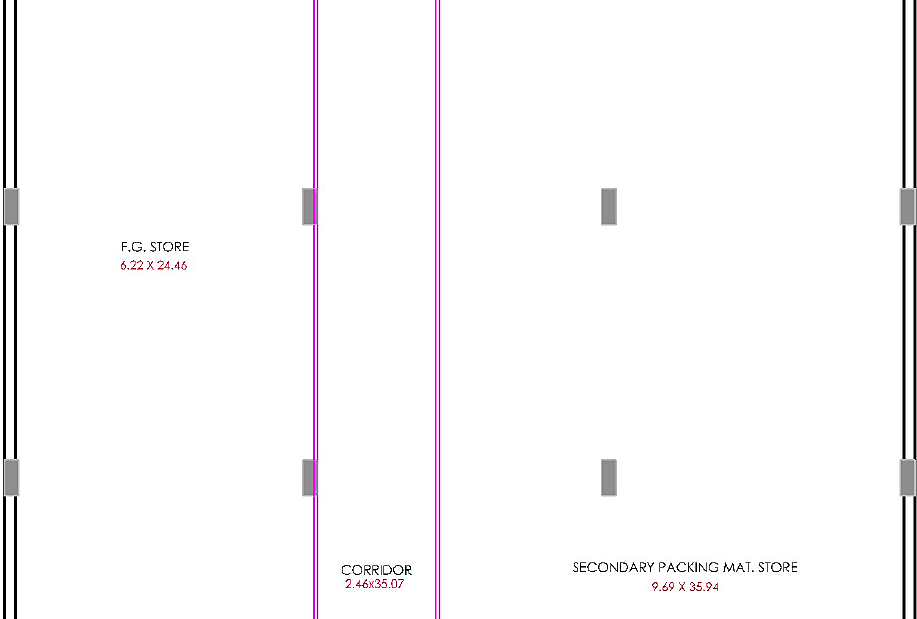 F.G. STORE
6.22 X 24.46
CORRIDOR
2.46x35.07
SECONDARY PACKING MAT. STORE
9.69 X 35.94